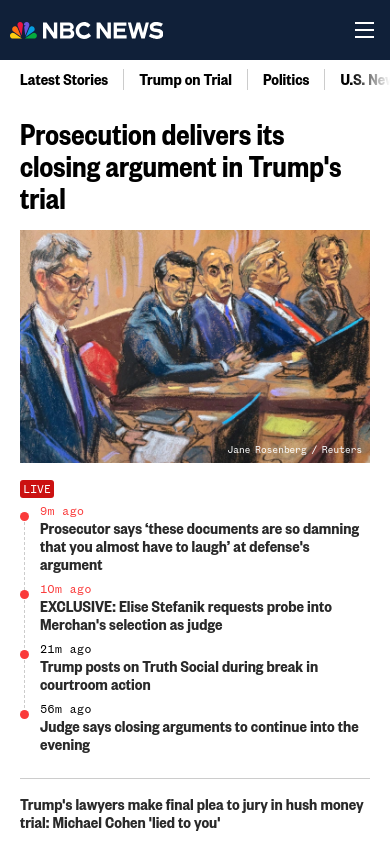 NBC NEWS
Latest Stories
Trump on Trial
Politics
U.S. Ne
Prosecution delivers its
closing argument in Trump's
trial
Jane Rosenberg / Reuters
LIVE
9m ago
Prosecutor says ‘these documents are so damning
that you almost have to laugh’ at defense's
argument
10m ago
EXCLUSIVE: Elise Stefanik requests probe into
Merchan's selection as judge
21m ago
Trump posts on Truth Social during break in
courtroom action
56m ago
Judge says closing arguments to continue into the
evening
Trump's lawyers make final plea to jury in hush money
trial: Michael Cohen 'lied to you'